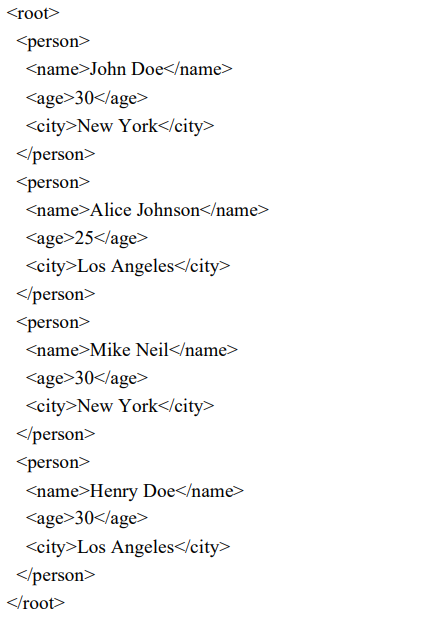 <root>
<person>
<name>John Doe</name>
<age>30</age>
<city>New York</city>
</person>
<person>
<name>Alice Johnson</name>
<age>25</age>
<city>Los Angeles</city>
</person>
<person>
<name>Mike Neil</name>
<age>30</age>
<city>New York</city>
</person>
<person>
<name>Henry Doe</name>
<age>30</age>
<city>Los Angeles</city>
</person>
</root>